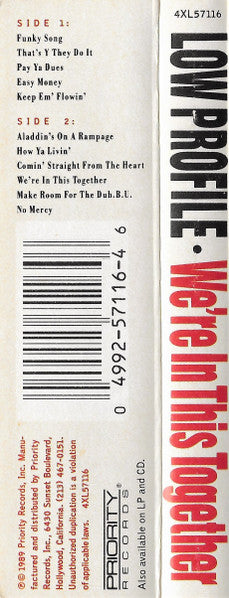 SIDE 1:
Funky Song
That's Y They Do It
Pay Ya Dues
Easy Money
Keep Em' Flowin'
SIDE 2:
Aladdin's On A Rampage
How Ya Livin'
Comin' Straight From The Heart
We're In This Together
Make Room For The Dub.B.U.
No Mercy
0 4992-57116-4 6
℗© 1989 Priority Records, Inc. Manu-
factured and distributed by Priority
Records, Inc., 6430 Sunset Boulevard,
Hollywood, California. (213) 467-0151.
Unauthorized duplication is a violation
of applicable laws. 4XL57116
PRIORITY
RECORDS®
Also available on LP and CD.
4XL57116
LOW PROFILE • We're In This Together